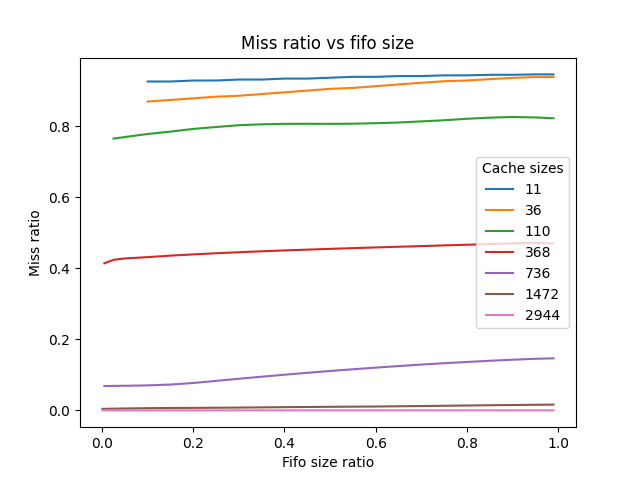 Miss ratio vs fifo size
Miss ratio
0.8
0.6
0.4
0.2
0.0
Cache sizes
11
36
110
368
736
1472
2944
0.0 0.2 0.4 0.6 0.8 1.0
Fifo size ratio